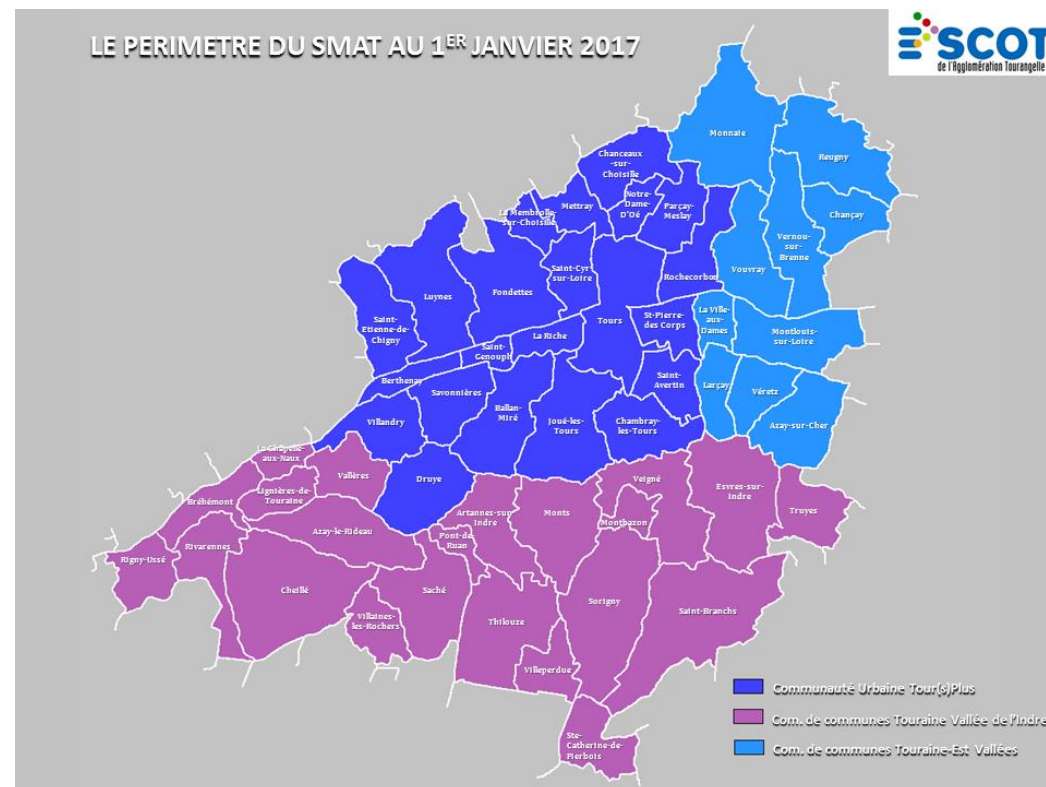 LE PERIMETRE DU SMAT AU 1ER JANVIER 2017
SCOT
de l'Agglomération Tourangelle
Monnaie
Reugny
Chanceaux
-sur-
Choisille
Notre-
Dame-
D'Oé
Parçay-
Meslay
Mettray
La Membrolle-
sur-Choisille
Chançay
Vernou-
sur-
Brenne
Vouvray
Rochecorbon
Saint-Cyr-
sur-Loire
Fondettes
Luynes
Saint-
Etienne-de-
Chigny
Tours
St-Pierre-
des Corps
La Ville-
aux-
Dames
Montlouis-
sur-Loire
La Riche
Saint-
Genouph
Berthenay
Savonnières
Saint-
Avertin
Larçay
Véretz
Azay-sur-Cher
Villandry
Ballan-
Miré
Joué-les-
Tours
Chambray-
les-Tours
La Chapelle-
aux-Naux
Vallères
Druye
Veigné
Esvres-sur-
Indre
Lignières-de-
Touraine
Bréhémont
Artannes-sur-
Indre
Monts
Montbazon
Truyes
Azay-le-Rideau
Pont-de
Ruan
Rivarennes
Rigny-Ussé
Cheillé
Saché
Sorigny
Saint-Branchs
Villaines-
les-Rochers
Thilouze
Villeperdue
Ste-
Catherine-de-
Fierbois
Communauté Urbaine Tour(s)Plus
Com. de communes Touraine Vallée de l'Indre
Com. de communes Touraine-Est Vallées